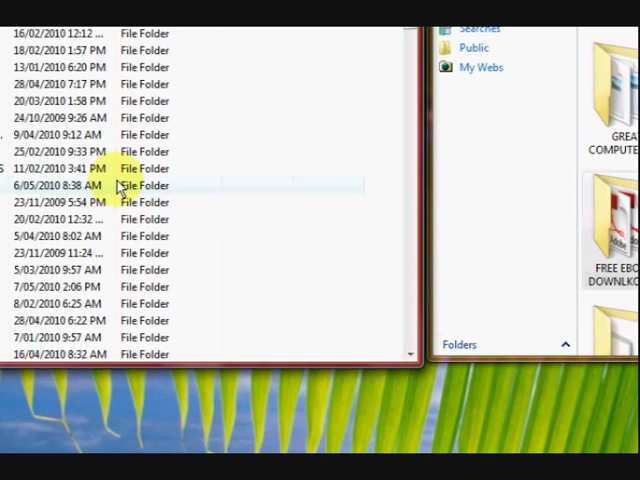 16/02/2010 12:12 ... File Folder
18/02/2010 1:57 PM File Folder
13/01/2010 6:20 PM File Folder
28/04/2010 7:17 PM File Folder
20/03/2010 1:58 PM File Folder
24/10/2009 9:26 AM File Folder
. 9/04/2010 9:12 AM File Folder
25/02/2010 9:33 PM File Folder
S 11/02/2010 3:41 PM File Folder
6/05/2010 8:38 AM File Folder
23/11/2009 5:54 PM File Folder
20/02/2010 12:32 ... File Folder
5/04/2010 8:02 AM File Folder
23/11/2009 11:24 ... File Folder
5/03/2010 9:57 AM File Folder
7/05/2010 2:06 PM File Folder
8/02/2010 6:25 AM File Folder
28/04/2010 6:22 PM File Folder
7/01/2010 9:57 AM File Folder
16/04/2010 8:32 AM File Folder
Searches
Public
My Webs
Folders
GREA
COMPUTE
Adobe
FREE EBO
DOWNLO